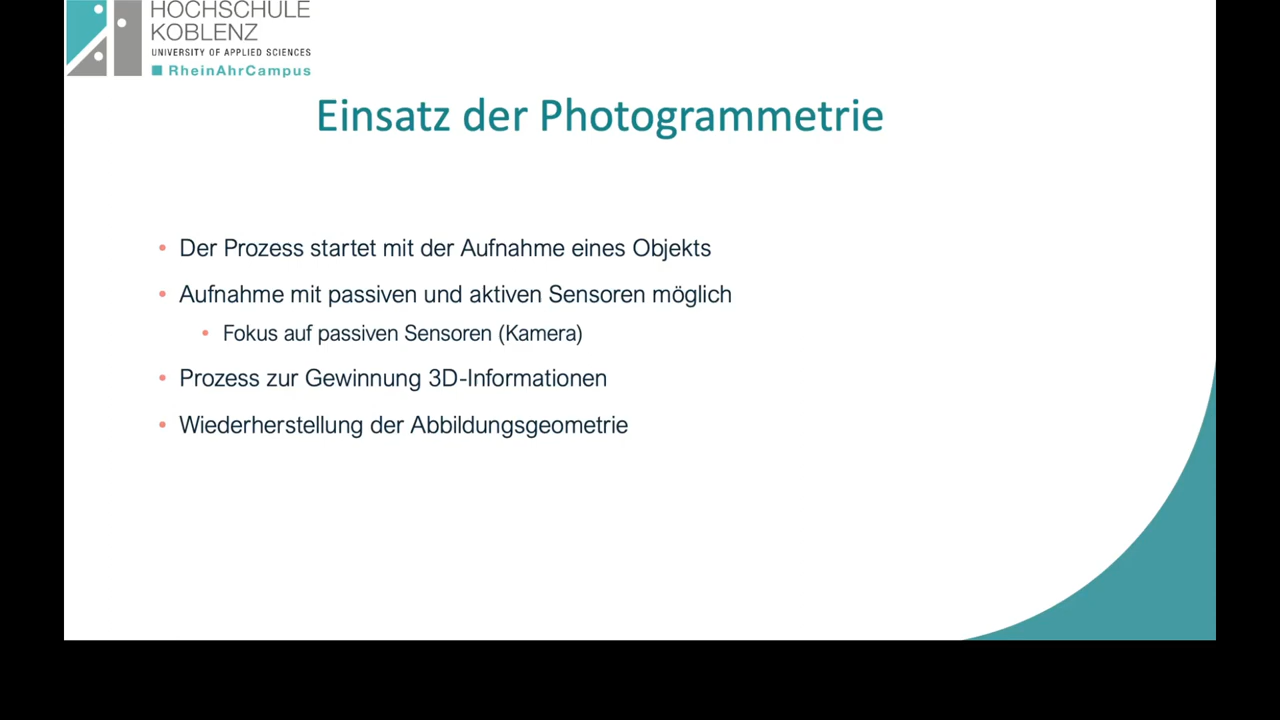 HOCHSCHULE
KOBLENZ
UNIVERSITY OF APPLIED SCIENCES
RheinAhrCampus
Einsatz der Photogrammetrie
• Der Prozess startet mit der Aufnahme eines Objekts
• Aufnahme mit passiven und aktiven Sensoren möglich
• Fokus auf passiven Sensoren (Kamera)
• Prozess zur Gewinnung 3D-Informationen
• Wiederherstellung der Abbildungsgeometrie